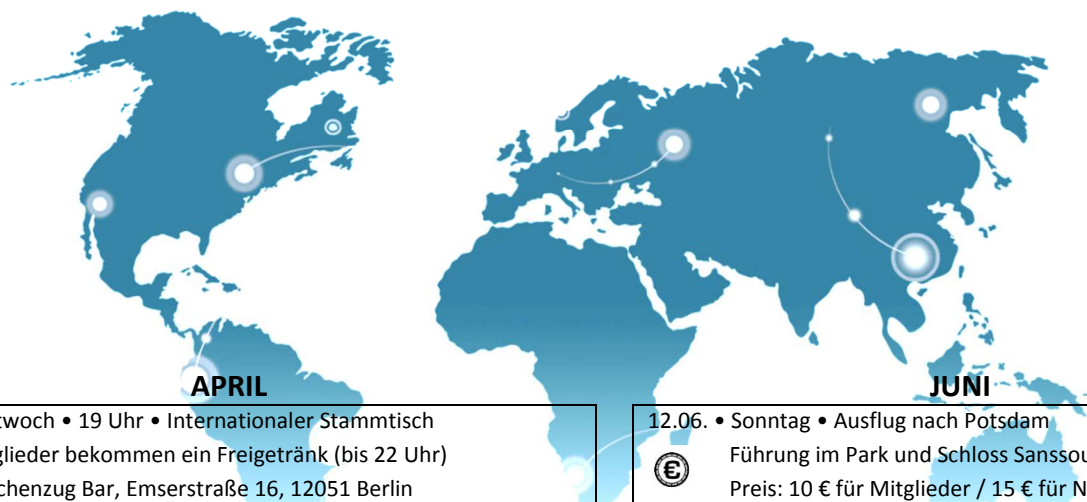 APRIL
twoch • 19 Uhr • Internationaler Stammtisch
glieder bekommen ein Freigetränk (bis 22 Uhr)
chenzug Bar, Emserstraße 16, 12051 Berlin
JUNI
12.06. • Sonntag • Ausflug nach Potsdam
€
Führung im Park und Schloss Sanssou
Preis: 10 € für Mitglieder / 15 € für N